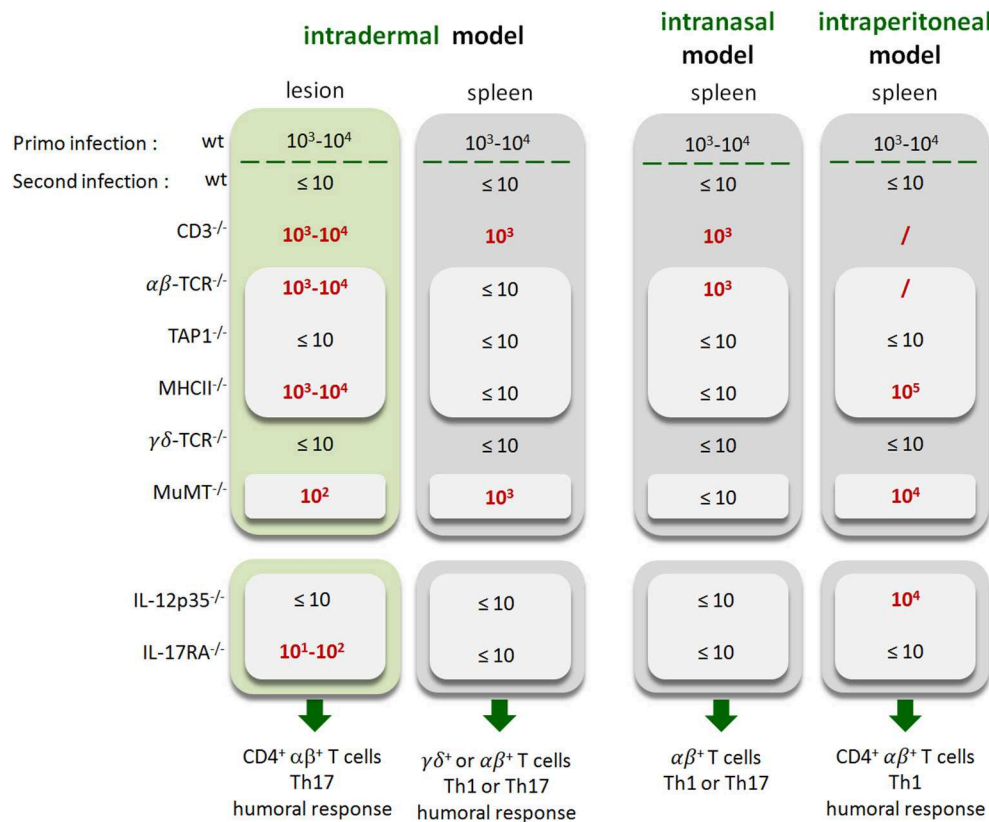 intradermal model intranasal model intraperitoneal model
lesion spleen spleen spleen
Primo infection : wt 10³-10⁴ 10³-10⁴ 10³-10⁴ 10³-10⁴
Second infection : wt ≤ 10 ≤ 10 ≤ 10 ≤ 10
CD3⁻/⁻ 10³-10⁴ 10³ 10³ /
αβ-TCR⁻/⁻ 10³-10⁴ ≤ 10 10³ /
TAP1⁻/⁻ ≤ 10 ≤ 10 ≤ 10 ≤ 10
MHCII⁻/⁻ 10³-10⁴ ≤ 10 ≤ 10 10⁵
γδ-TCR⁻/⁻ ≤ 10 ≤ 10 ≤ 10 ≤ 10
MuMT⁻/⁻ 10² 10³ ≤ 10 10⁴
IL-12p35⁻/⁻ ≤ 10 ≤ 10 ≤ 10 10⁴
IL-17RA⁻/⁻ 10¹-10² ≤ 10 ≤ 10 ≤ 10
CD4⁺ αβ⁺ T cells
Th17
humoral response
γδ⁺ or αβ⁺ T cells
Th1 or Th17
humoral response
αβ⁺ T cells
Th1 or Th17
CD4⁺ αβ⁺ T cells
Th1
humoral response